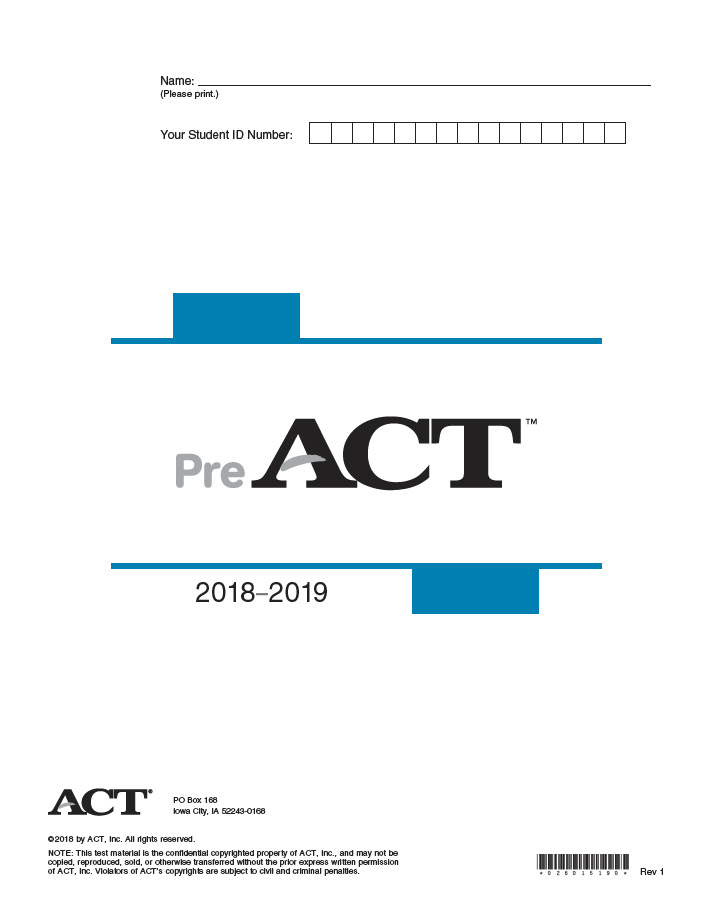 Name:
(Please print.)
Your Student ID Number:
PreACT™
2018–2019
ACT®
PO Box 168
Iowa City, IA 52243-0168
©2018 by ACT, Inc. All rights reserved.
NOTE: This test material is the confidential copyrighted property of ACT, Inc., and may not be
copied, reproduced, sold, or otherwise transferred without the prior express written permission
of ACT, Inc. Violators of ACT's copyrights are subject to civil and criminal penalties.
*026015190*
Rev 1